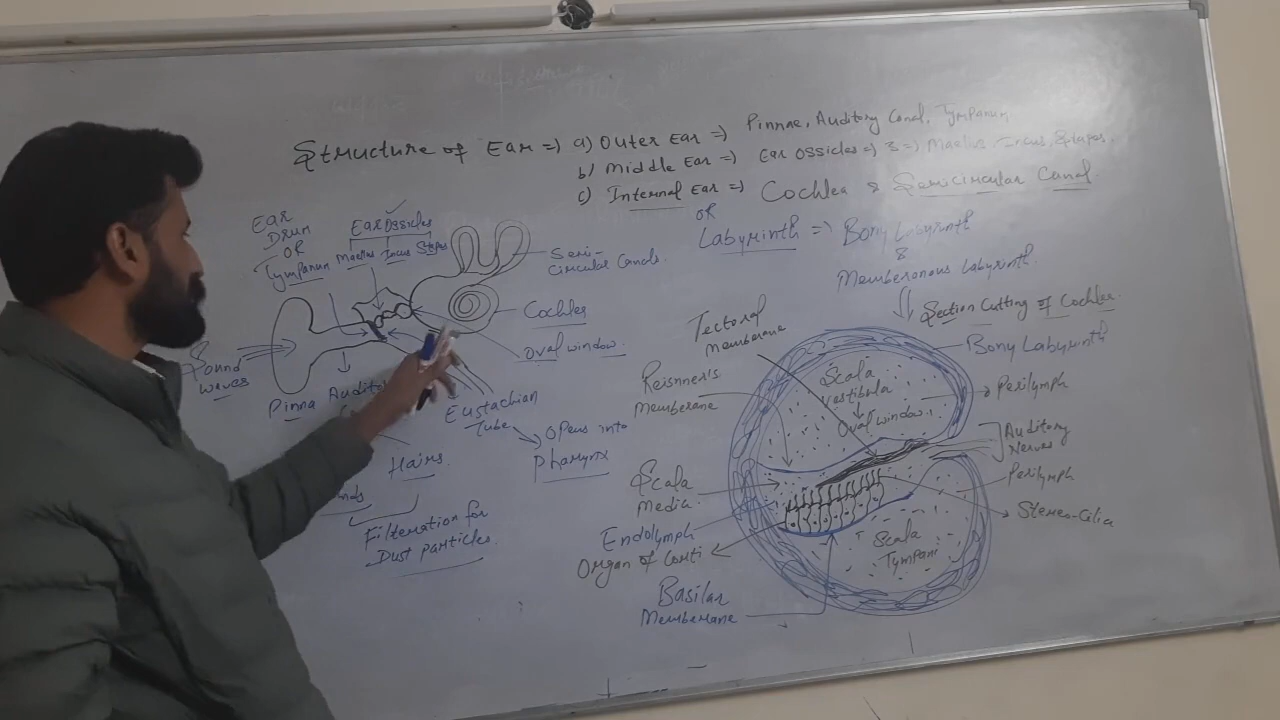 Structure of Ear => a) Outer Ear => Pinnae, Auditory Canal, Tympanum
b) Middle Ear => Ear Ossicles => 3 => Maelus Incus, Stapes.
c) Internal Ear => Cochlea & Semicircular Canal
OR
Labyrinth => Bony Labyrinth
&
Memberanous Labyrinth.
Ear
Drum
OR
Tympanum
Ear Ossicles
Maelus Incus Stapes
Semi-
circular Canals.
Cochlea
Oval window.
Sound
waves
Pinna
Eustachian
Tube
Opens into
Pharynx
Hairs.
Filteration for
Dust particles.
Section Cutting of Cochlea.
Tectoral
Memberane
Reisnner's
Memberane
Scala
Media
Endolymph
Organ of Corti
Basilar
Memberane
Scala
vestibula
Oval window.
Scala
Tympani
Bony Labyrinth
Perilymph
Auditory
Nerves
Perilymph
Stereo-Cilia